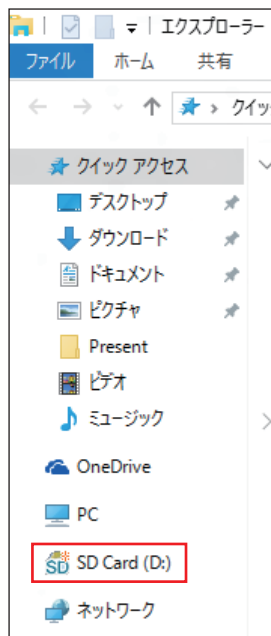 エクスプローラー
ファイル ホーム 共有
クイッ
クイック アクセス
デスクトップ
ダウンロード
ドキュメント
ピクチャ
Present
ビデオ
ミュージック
OneDrive
PC
SD Card (D:)
ネットワーク